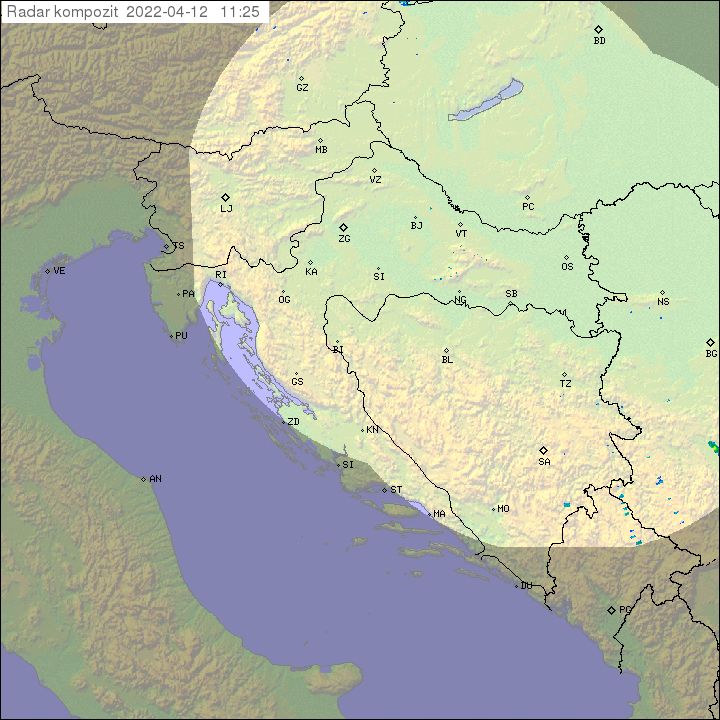 Radar kompozit 2022-04-12 11:25
BD
GZ
MB
VZ
LJ
PC
BJ
VT
ZG
TS
OS
VE
KA
RI
SI
PA
OG
NG
SB
NS
PU
BI
BG
BL
GS
TZ
ZD
KN
SA
SI
AN
ST
MA
MO
DU
PG